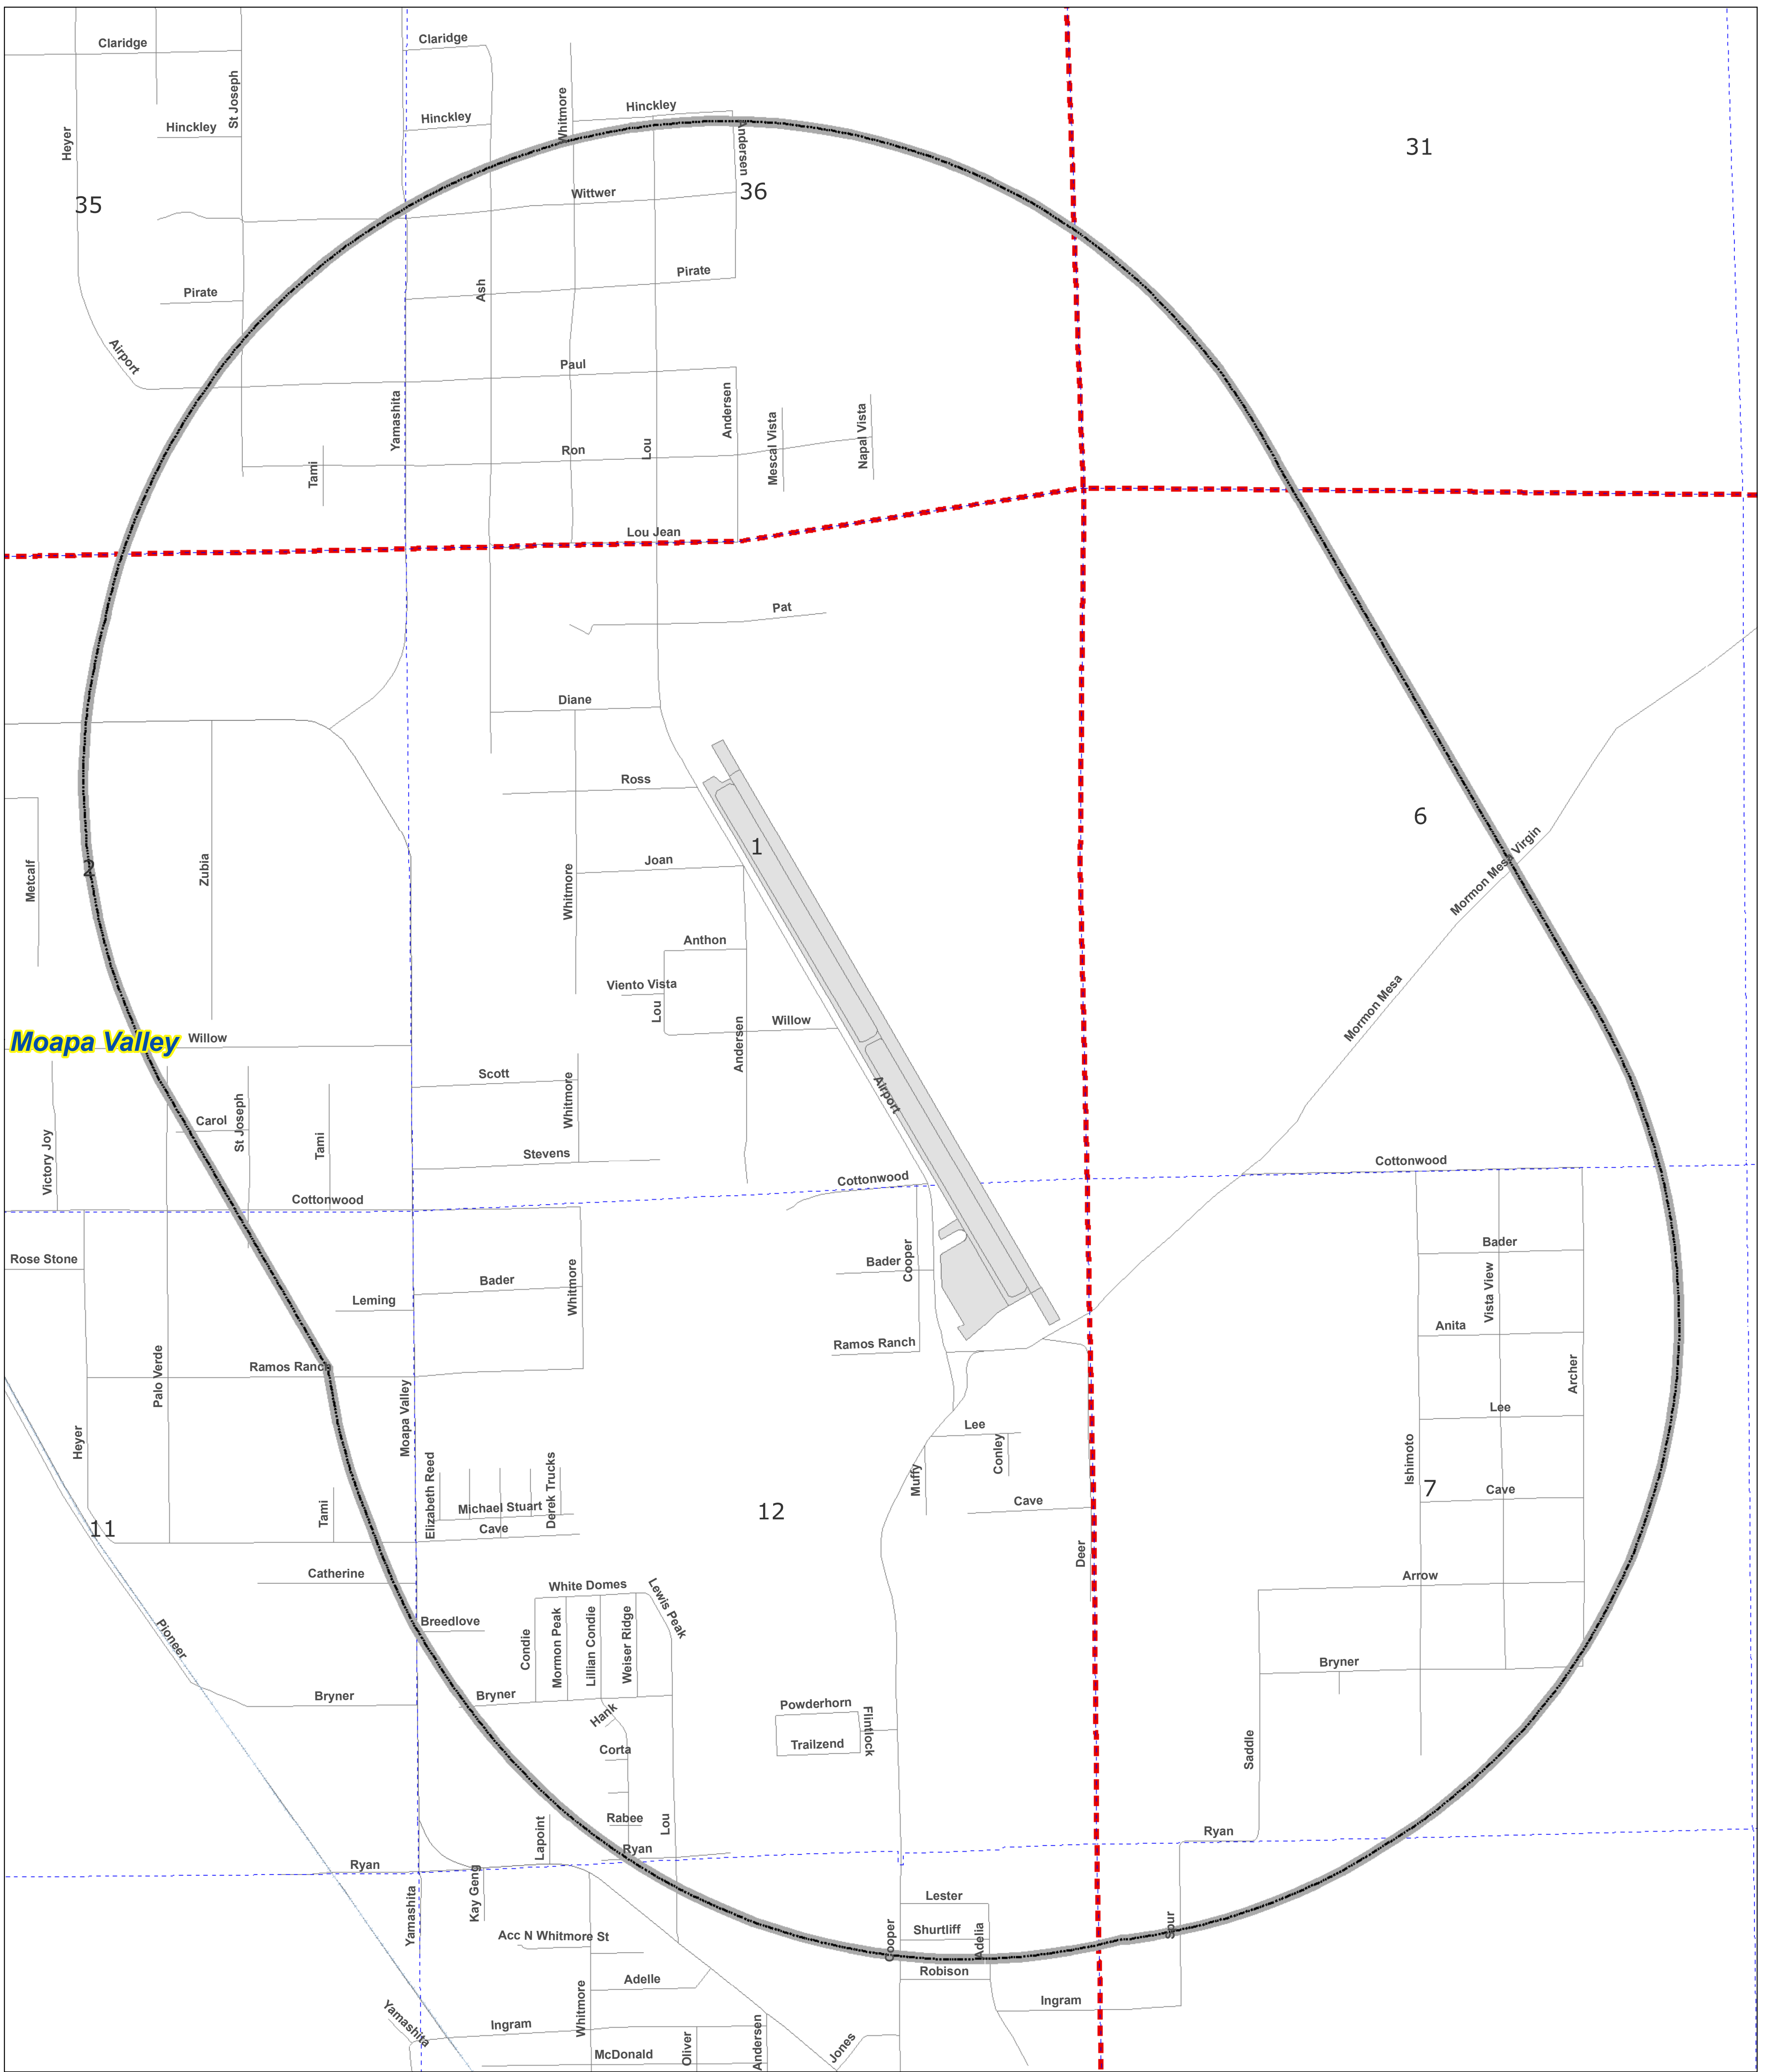 Claridge
Claridge
Heyer
St Joseph
Whitmore
Hinckley
Hinckley
Hinckley
Andersen
31
35
Wittwer
36
Pirate
Ash
Pirate
Airport
Paul
Yamashita
Andersen
Mescal Vista
Napal Vista
Tami
Ron
Lou
Lou Jean
Pat
Diane
Ross
1
6
Metcalf
2
Zubia
Joan
Whitmore
Mormon Mesa Virgin
Anthon
Viento Vista
Lou
Mormon Mesa
Moapa Valley
Willow
Willow
Andersen
Scott
Whitmore
Airport
Victory Joy
Carol
St Joseph
Tami
Stevens
Cottonwood
Cottonwood
Cottonwood
Rose Stone
Bader
Cooper
Bader
Bader
Leming
Whitmore
Vista View
Anita
Ramos Ranch
Ramos Ranch
Palo Verde
Archer
Heyer
Moapa Valley
Lee
Conley
Lee
Ishimoto
Muffy
Elizabeth Reed
Michael Stuart
Derek Trucks
Cave
Cave
7
Cave
Tami
11
12
Deer
Catherine
White Domes
Lewis Peak
Arrow
Pioneer
Breedlove
Condie
Mormon Peak
Lillian Condie
Weiser Ridge
Bryner
Bryner
Bryner
Hank
Powderhorn
Flintlock
Trailzend
Corta
Saddle
Rabee
Lapoint
Lou
Ryan
Ryan
Ryan
Kay Geng
Yamashita
Lester
Shurtliff
Adelia
Cooper
Spur
Acc N Whitmore St
Robison
Adelle
Whitmore
Ingram
Yamashita
Ingram
McDonald
Oliver
Andersen
Jones